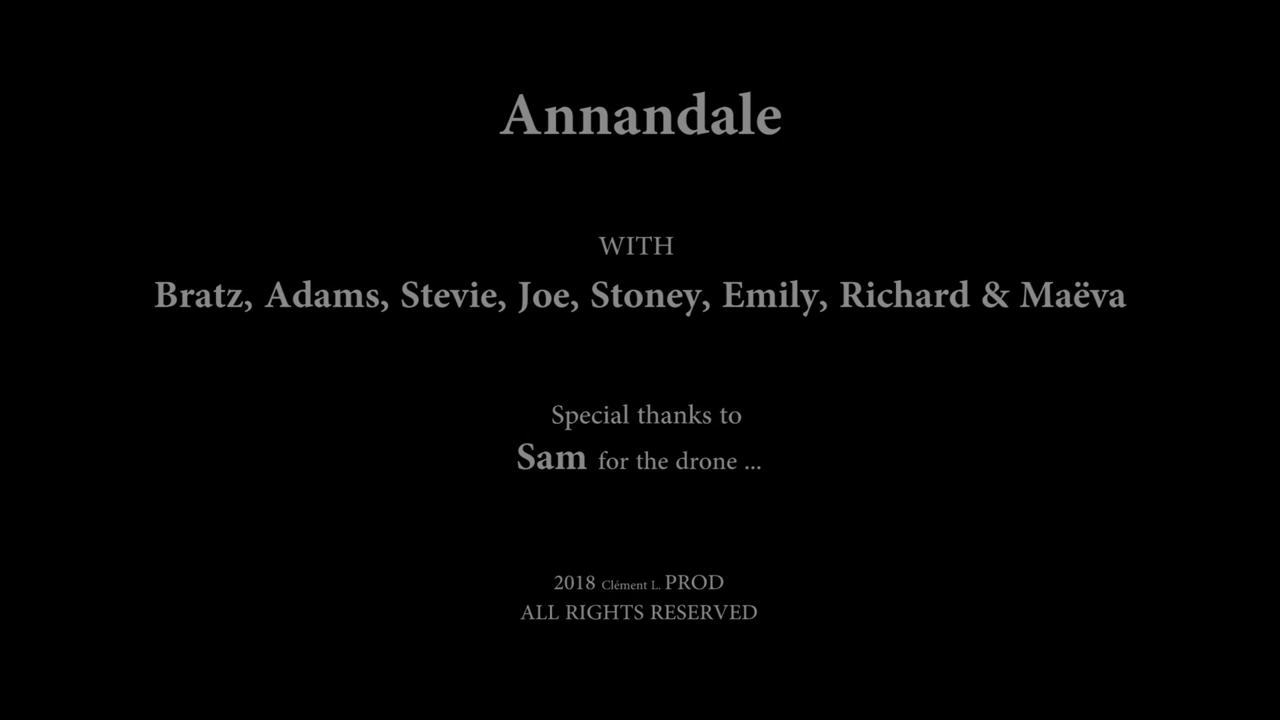 Annandale
WITH
Bratz, Adams, Stevie, Joe, Stoney, Emily, Richard & Maëva
Special thanks to
Sam for the drone ...
2018 Clément L. PROD
ALL RIGHTS RESERVED